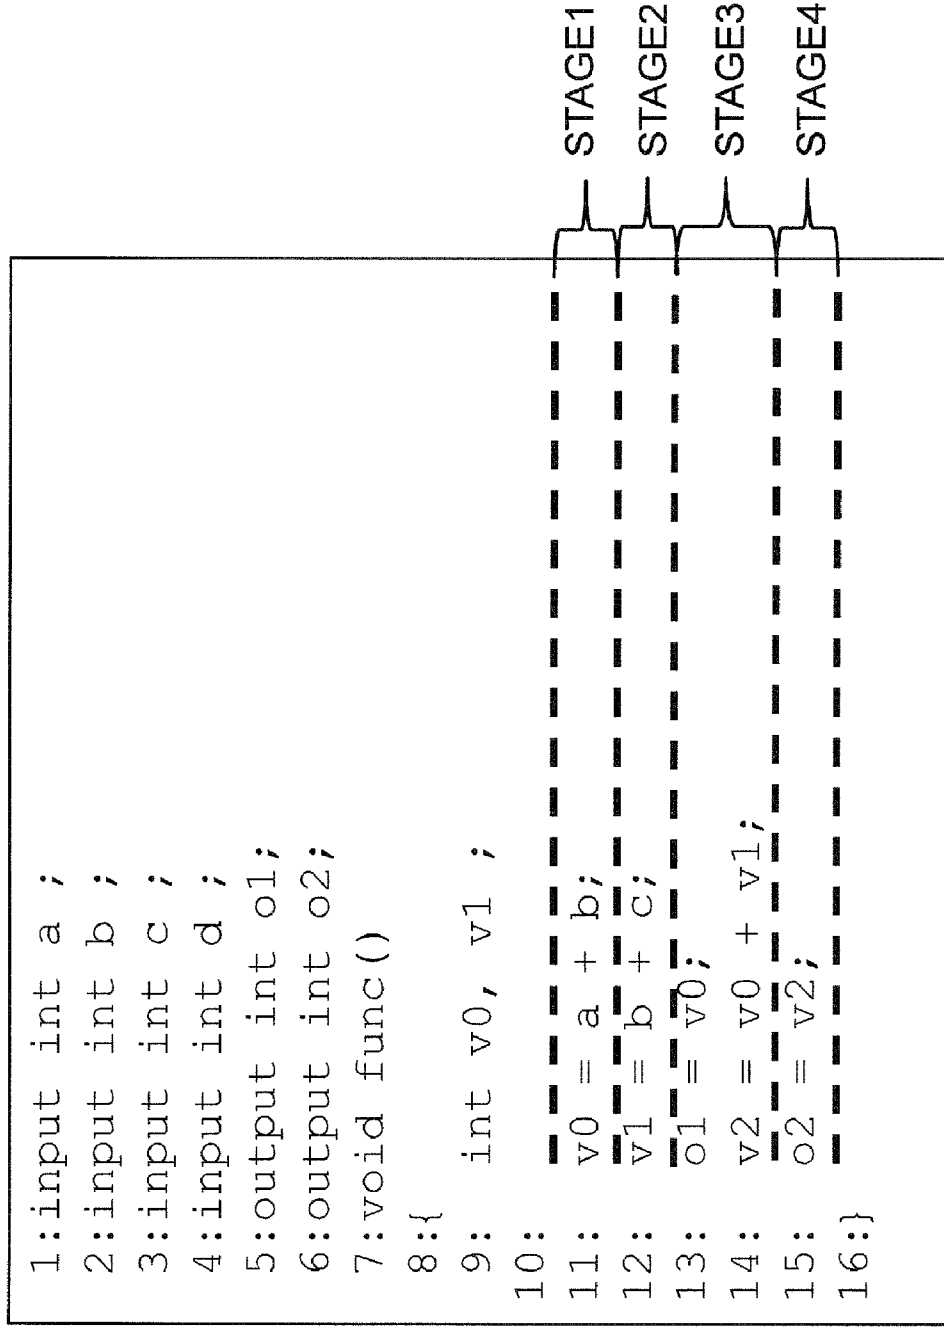 1:input int a ;
2:input int b ;
3:input int c ;
4:input int d ;
5:output int o1;
6:output int o2;
7:void func()
8:{
9: int v0, v1 ;
10:
11: v0 = a + b; STAGE1
12: v1 = b + c; STAGE2
13: o1 = v0;
14: v2 = v0 + v1; STAGE3
15: o2 = v2; STAGE4
16:}